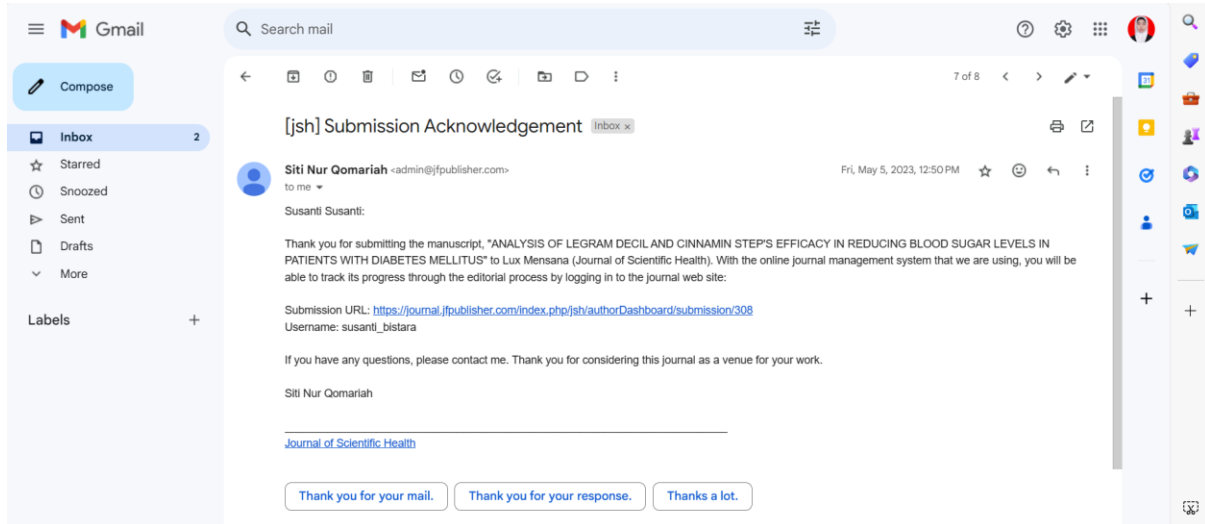 Gmail
Search mail
Compose
7 of 8
31
Inbox 2
Starred
Snoozed
Sent
Drafts
More
Labels
[jsh] Submission Acknowledgement Inbox x
Siti Nur Qomariah <admin@jfpublisher.com>
Fri, May 5, 2023, 12:50 PM
to me
Susanti Susanti:
Thank you for submitting the manuscript, "ANALYSIS OF LEGRAM DECIL AND CINNAMIN STEP'S EFFICACY IN REDUCING BLOOD SUGAR LEVELS IN
PATIENTS WITH DIABETES MELLITUS" to Lux Mensana (Journal of Scientific Health). With the online journal management system that we are using, you will be
able to track its progress through the editorial process by logging in to the journal web site:
Submission URL: https://journal.jfpublisher.com/index.php/jsh/authorDashboard/submission/308
Username: susanti_bistara
If you have any questions, please contact me. Thank you for considering this journal as a venue for your work.
Siti Nur Qomariah
Journal of Scientific Health
Thank you for your mail.
Thank you for your response.
Thanks a lot.